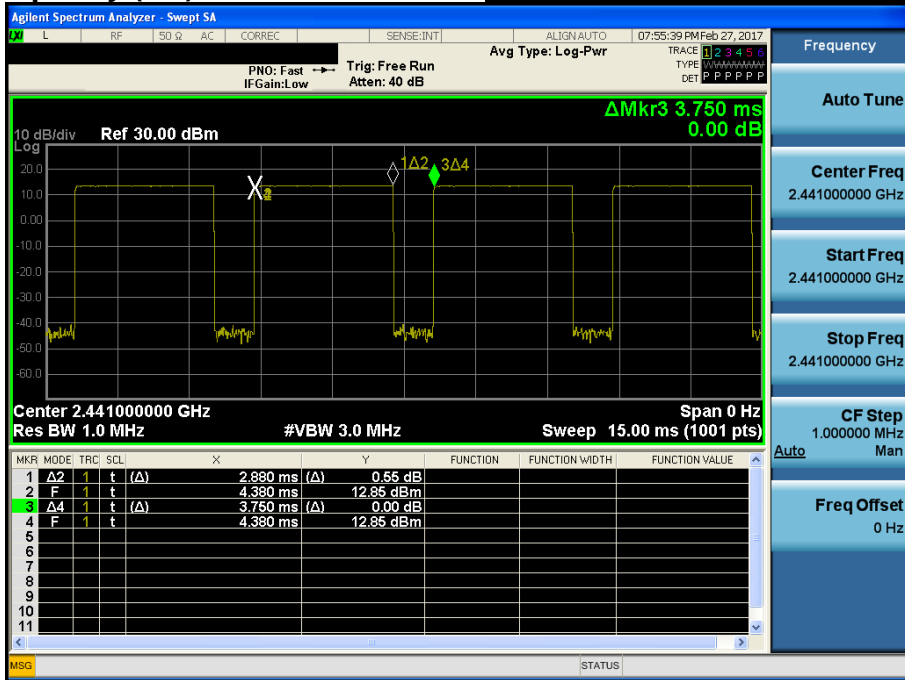 Agilent Spectrum Analyzer - Swept SA
LXI L RF 50 Ω AC CORREC SENSE:INT ALIGN AUTO 07:55:39 PM Feb 27, 2017
Avg Type: Log-Pwr
TRACE 1 2 3 4 5 6
TYPE
DET P P P P P P
PNO: Fast
IFGain:Low
Trig: Free Run
Atten: 40 dB
ΔMkr3 3.750 ms
0.00 dB
10 dB/div Ref 30.00 dBm
Log
1Δ2 3Δ4
20.0
10.0
0.00
-10.0
-20.0
-30.0
-40.0
-50.0
-60.0
Center 2.441000000 GHz Span 0 Hz
Res BW 1.0 MHz #VBW 3.0 MHz Sweep 15.00 ms (1001 pts)
MKR MODE TRC SCL X Y FUNCTION FUNCTION WIDTH FUNCTION VALUE
1 Δ2 1 t (Δ) 2.880 ms (Δ) 0.55 dB
2 F 1 t 4.380 ms 12.85 dBm
3 Δ4 1 t (Δ) 3.750 ms (Δ) 0.00 dB
4 F 1 t 4.380 ms 12.85 dBm
5
6
7
8
9
10
11
MSG STATUS
Frequency
Auto Tune
Center Freq
2.441000000 GHz
Start Freq
2.441000000 GHz
Stop Freq
2.441000000 GHz
CF Step
1.000000 MHz
Auto Man
Freq Offset
0 Hz